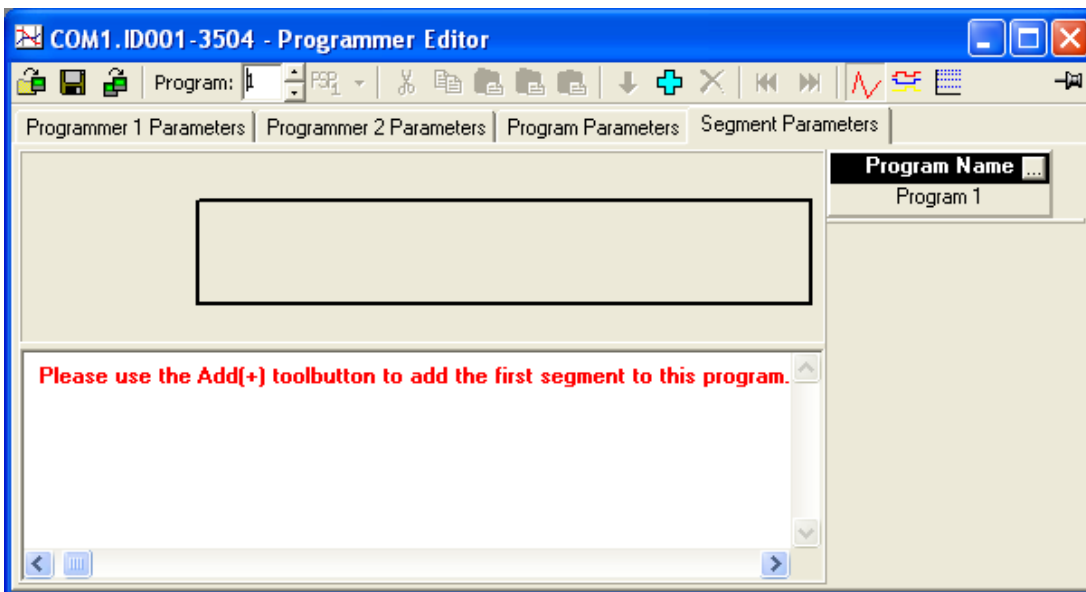 COM1.ID001-3504 - Programmer Editor
Program: 1
Programmer 1 Parameters Programmer 2 Parameters Program Parameters Segment Parameters
Program Name ...
Program 1
Please use the Add(+) toolbutton to add the first segment to this program.